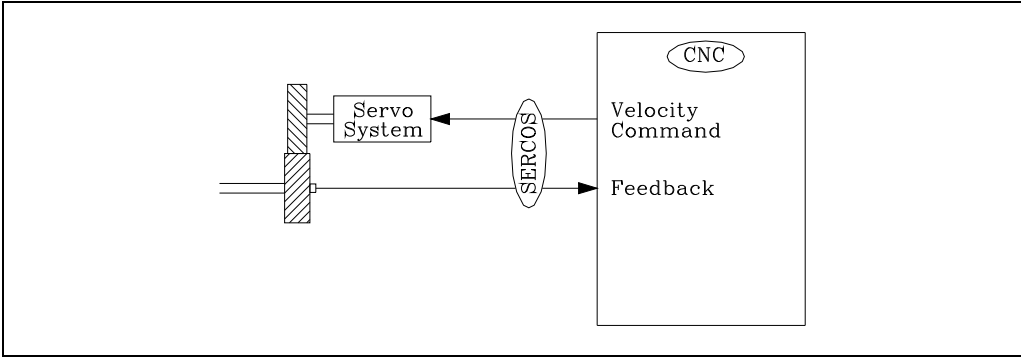 CNC
Servo
System
SERCOS
Velocity
Command
Feedback